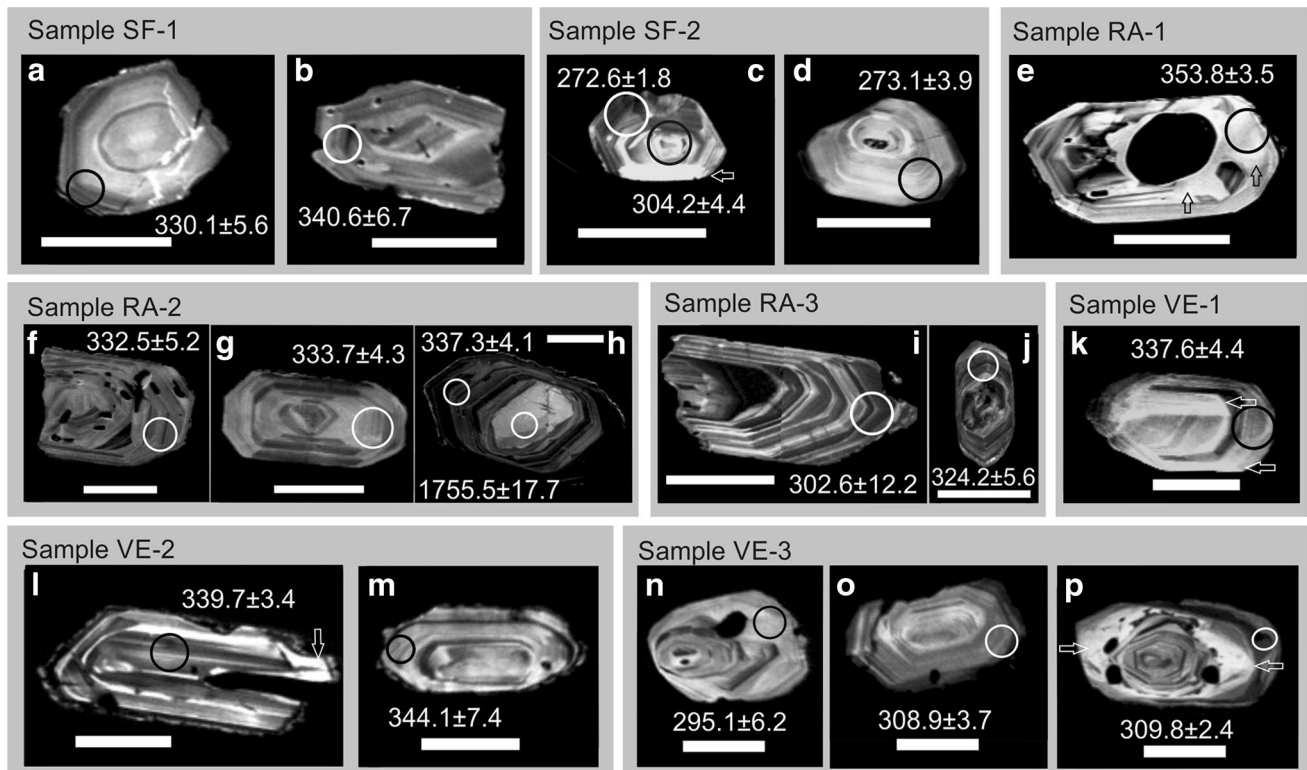 Sample SF-1
a
330.1±5.6
b
340.6±6.7
Sample SF-2
272.6±1.8
c
304.2±4.4
d
273.1±3.9
Sample RA-1
e
353.8±3.5
Sample RA-2
f
332.5±5.2
g
333.7±4.3
337.3±4.1
h
1755.5±17.7
Sample RA-3
i
302.6±12.2
j
324.2±5.6
Sample VE-1
k
337.6±4.4
Sample VE-2
l
339.7±3.4
m
344.1±7.4
Sample VE-3
n
295.1±6.2
o
308.9±3.7
p
309.8±2.4